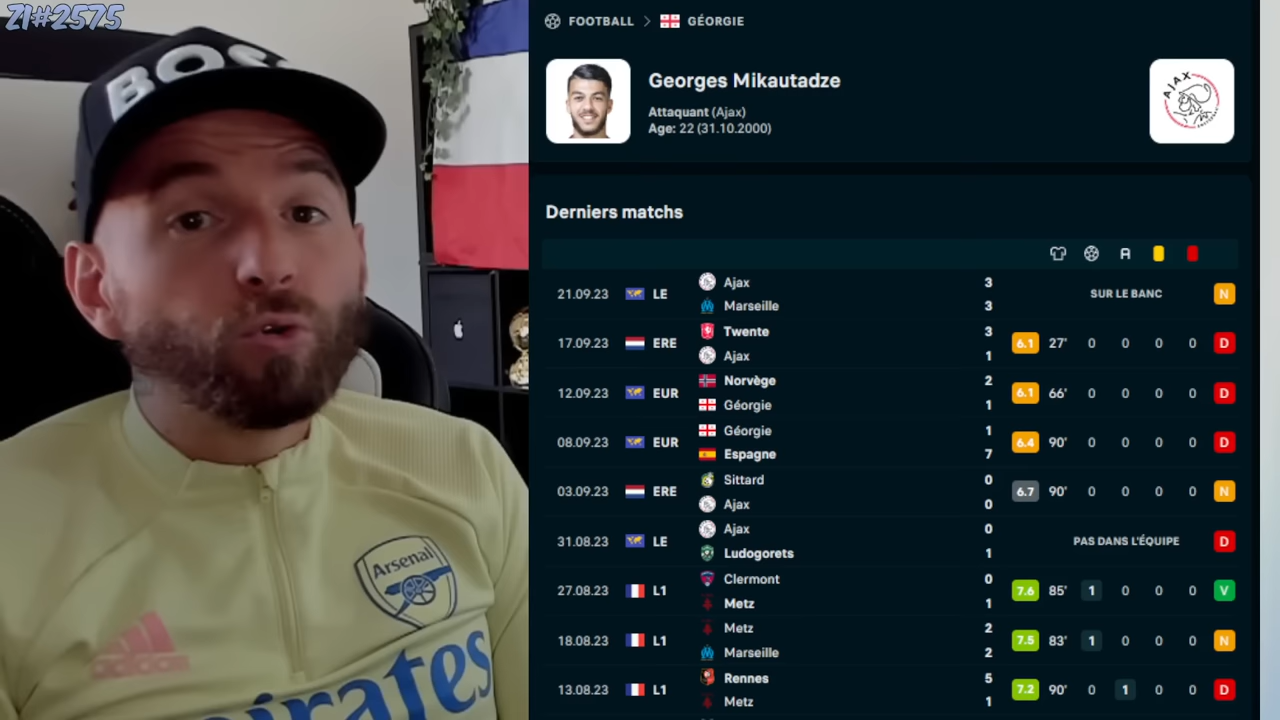 Z1#2575
BOSS
Arsenal
Emirates
FOOTBALL > GÉORGIE
Georges Mikautadze
Attaquant (Ajax)
Age: 22 (31.10.2000)
AJAX
Derniers matchs
A
21.09.23 LE Ajax 3 SUR LE BANC N
Marseille 3
17.09.23 ERE Twente 3 6.1 27' 0 0 0 0 D
Ajax 1
12.09.23 EUR Norvège 2 6.1 66' 0 0 0 0 D
Géorgie 1
08.09.23 EUR Géorgie 1 6.4 90' 0 0 0 0 D
Espagne 7
03.09.23 ERE Sittard 0 6.7 90' 0 0 0 0 N
Ajax 0
31.08.23 LE Ajax 0 PAS DANS L'ÉQUIPE D
Ludogorets 1
27.08.23 L1 Clermont 0 7.6 85' 1 0 0 0 V
Metz 1
18.08.23 L1 Metz 2 7.5 83' 1 0 0 0 N
Marseille 2
13.08.23 L1 Rennes 5 7.2 90' 0 1 0 0 D
Metz 1